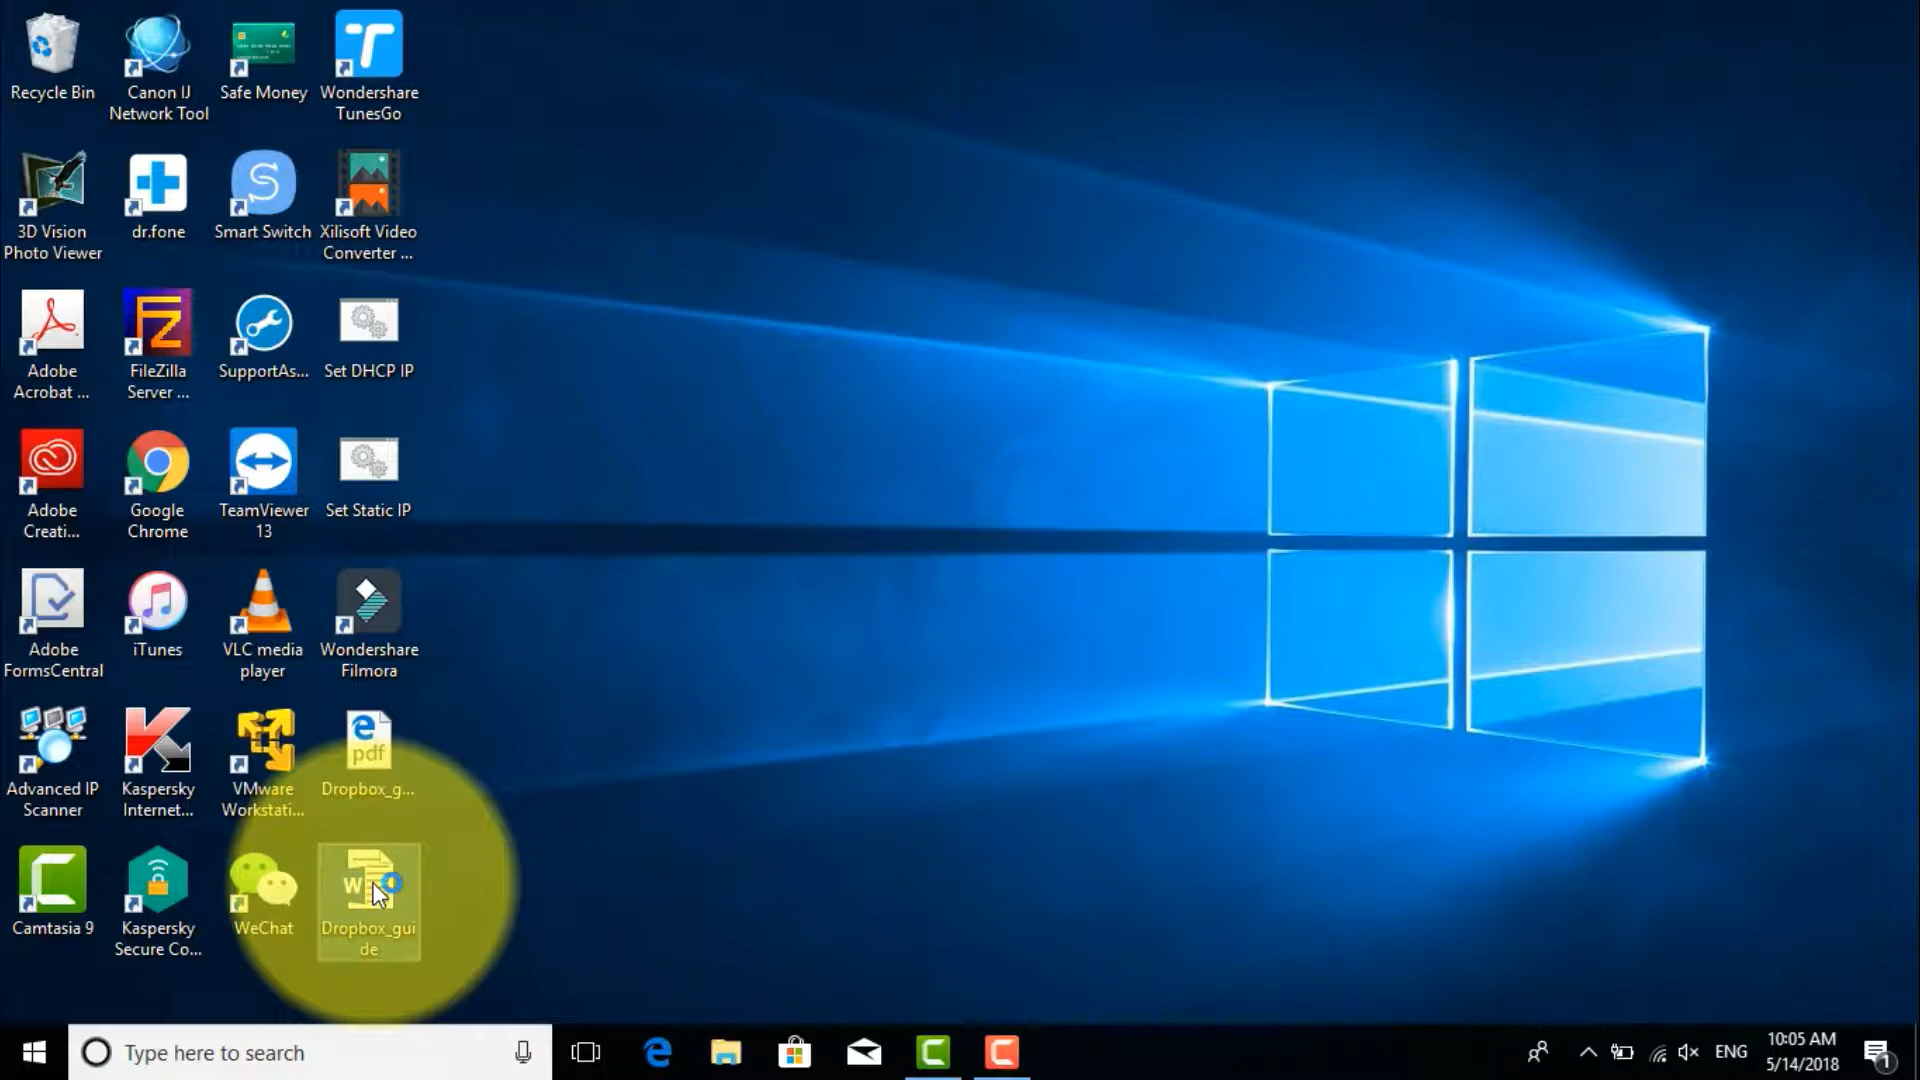 Recycle Bin
Canon IJ
Network Tool
Safe Money
Wondershare
TunesGo
3D Vision
Photo Viewer
dr.fone
Smart Switch
Xilisoft Video
Converter ...
Adobe
Acrobat ...
FileZilla
Server ...
SupportAs...
Set DHCP IP
Adobe
Creati...
Google
Chrome
TeamViewer
13
Set Static IP
Adobe
FormsCentral
iTunes
VLC media
player
Wondershare
Filmora
Advanced IP
Scanner
Kaspersky
Internet...
VMware
Workstati...
pdf
Dropbox_g...
Camtasia 9
Kaspersky
Secure Co...
WeChat
W
Dropbox_gui
de
Type here to search
ENG
10:05 AM
5/14/2018
1